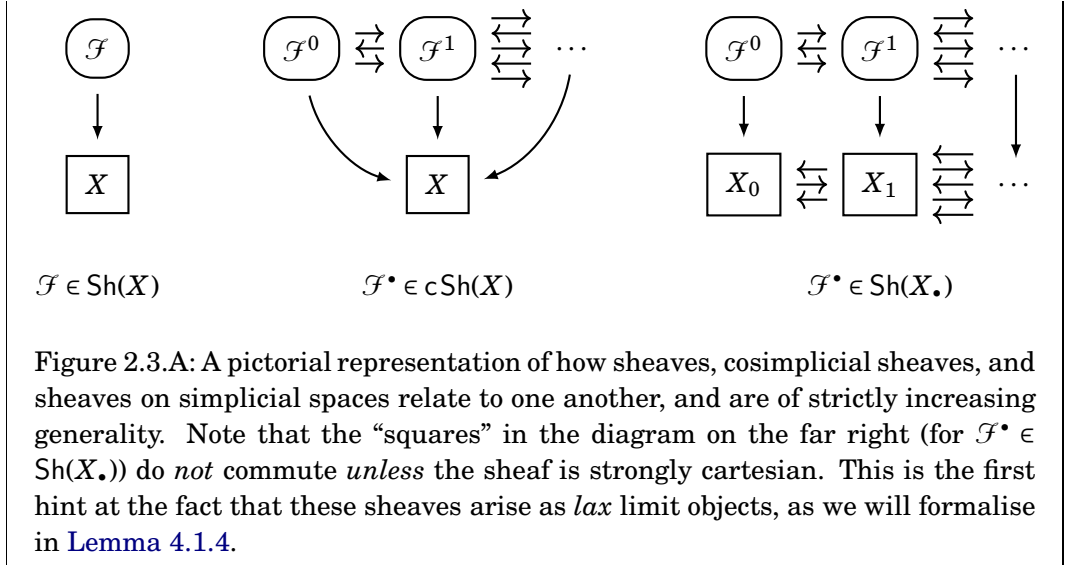 ℱ ℱ⁰ ℱ¹ ⋯ ℱ⁰ ℱ¹ ⋯
X X X₀ X₁ ⋯
ℱ ∈ Sh(X) ℱ• ∈ cSh(X) ℱ• ∈ Sh(X•)
Figure 2.3.A: A pictorial representation of how sheaves, cosimplicial sheaves, and
sheaves on simplicial spaces relate to one another, and are of strictly increasing
generality. Note that the “squares” in the diagram on the far right (for ℱ• ∈
Sh(X•)) do not commute unless the sheaf is strongly cartesian. This is the first
hint at the fact that these sheaves arise as lax limit objects, as we will formalise
in Lemma 4.1.4.